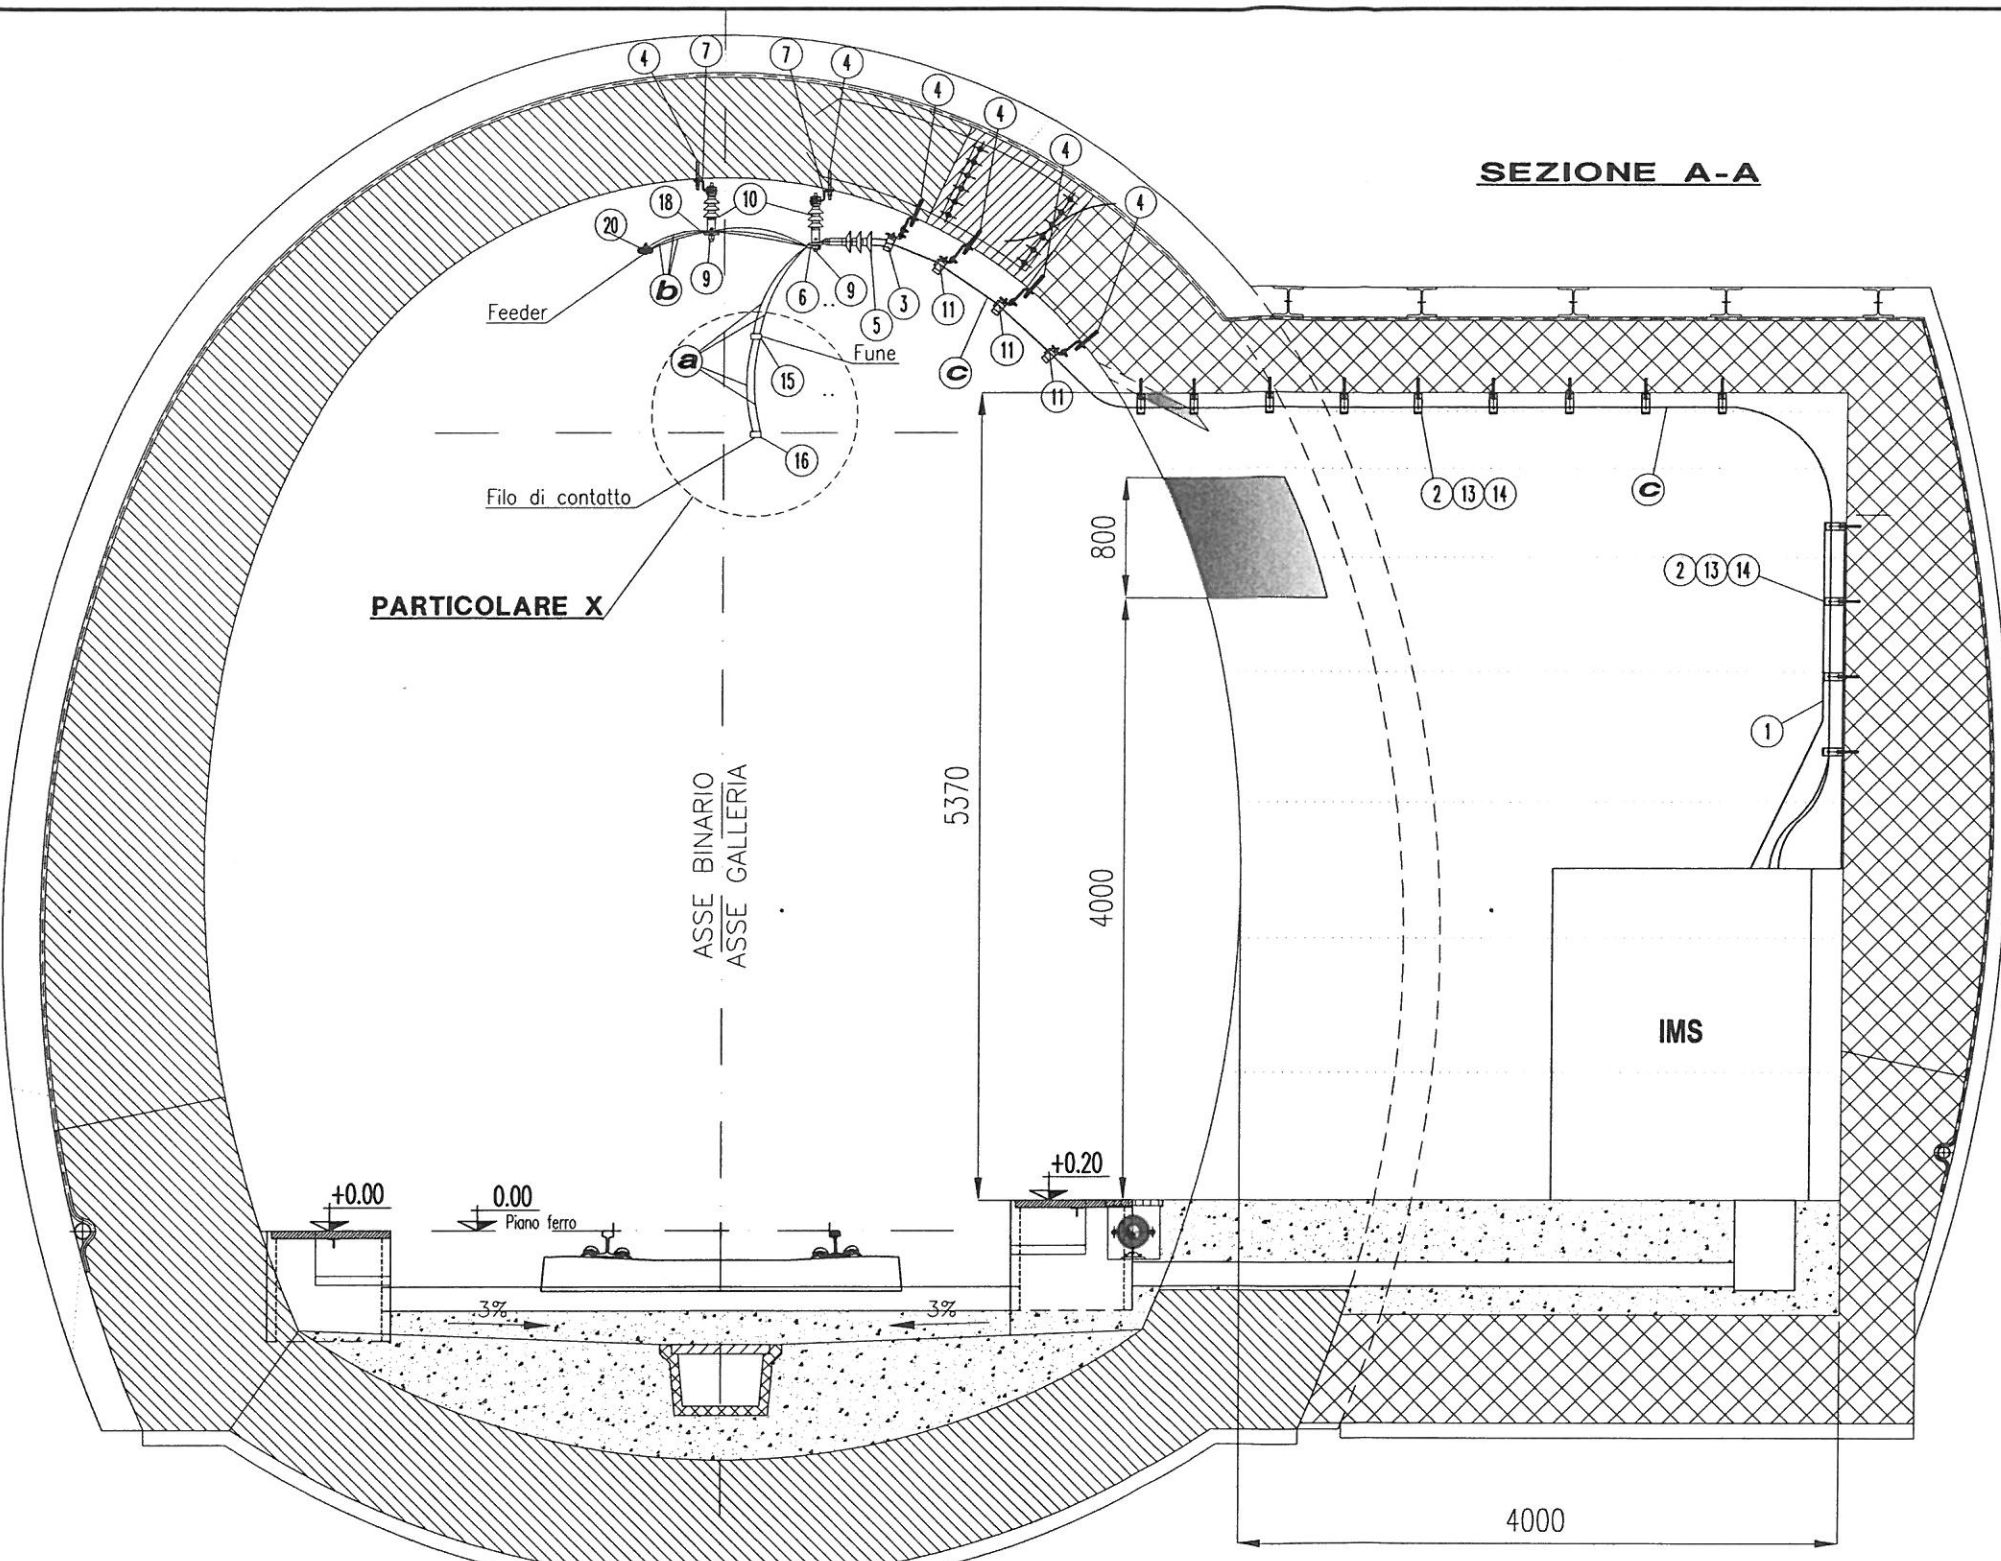 4 7 7 4
4
4
4
SEZIONE A-A
4
18 10
20
b 9 6 9 3 11
Feeder
5
a Fune 11
15 c
11
16
Filo di contatto
2 13 14 c
800
2 13 14
PARTICOLARE X
1
5370
ASSE BINARIO
ASSE GALLERIA
4000
IMS
+0.20
+0.00
0.00
Piano ferro
3% 3%
4000